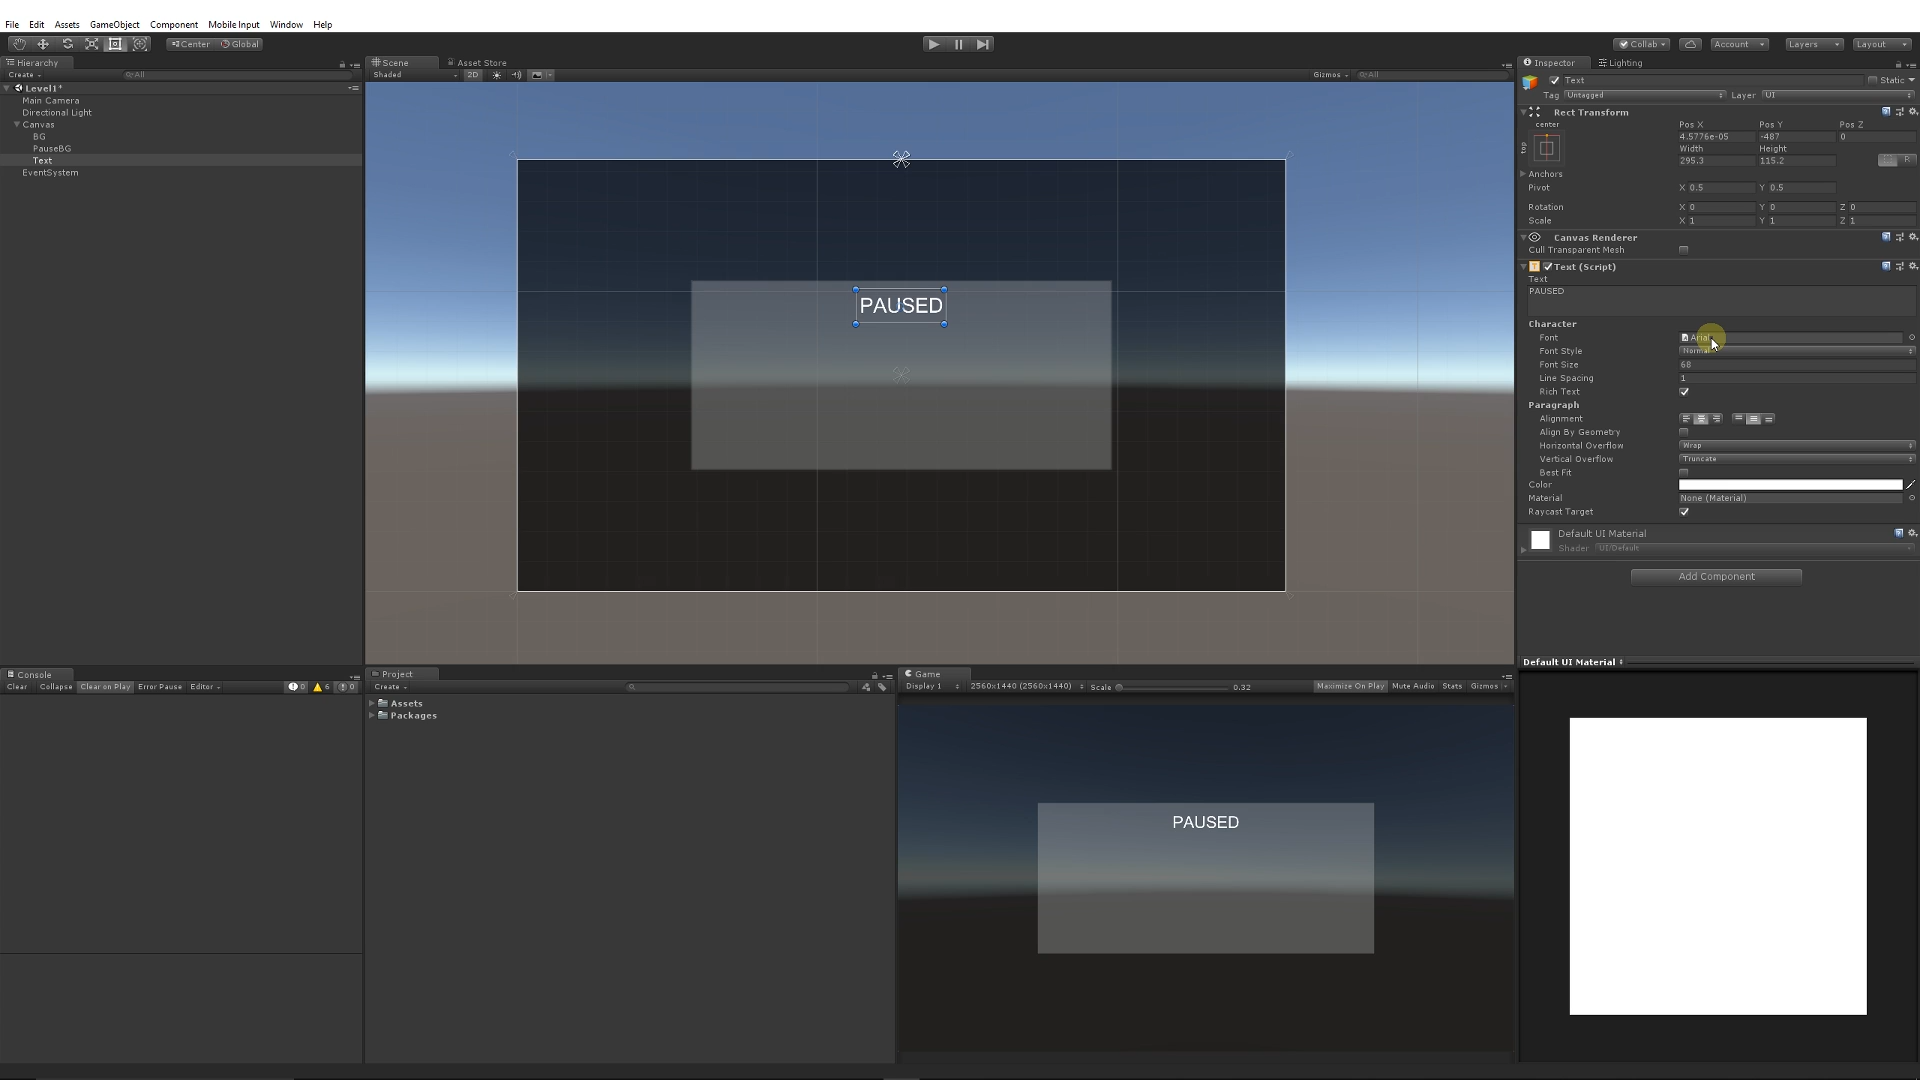 File Edit Assets GameObject Component Mobile Input Window Help
Center Global
Collab Account Layers Layout
Hierarchy
Create All
Level1*
Main Camera
Directional Light
Canvas
BG
PauseBG
Text
EventSystem
Scene Asset Store
Shaded 2D Gizmos All
PAUSED
Inspector Lighting
Text Static
Tag Untagged Layer UI
Rect Transform
center Pos X Pos Y Pos Z
top 4.5776e-05 -487 0
Width Height
295.3 115.2 R
Anchors
Pivot X 0.5 Y 0.5
Rotation X 0 Y 0 Z 0
Scale X 1 Y 1 Z 1
Canvas Renderer
Cull Transparent Mesh
Text (Script)
Text
PAUSED
Character
Font Arial
Font Style Normal
Font Size 68
Line Spacing 1
Rich Text
Paragraph
Alignment
Align By Geometry
Horizontal Overflow Wrap
Vertical Overflow Truncate
Best Fit
Color
Material None (Material)
Raycast Target
Default UI Material
Shader UI/Default
Add Component
Default UI Material
Console
Clear Collapse Clear on Play Error Pause Editor 0 6 0
Project
Create
Assets
Packages
Game
Display 1 2560x1440 (2560x1440) Scale 0.32 Maximize On Play Mute Audio Stats Gizmos
PAUSED